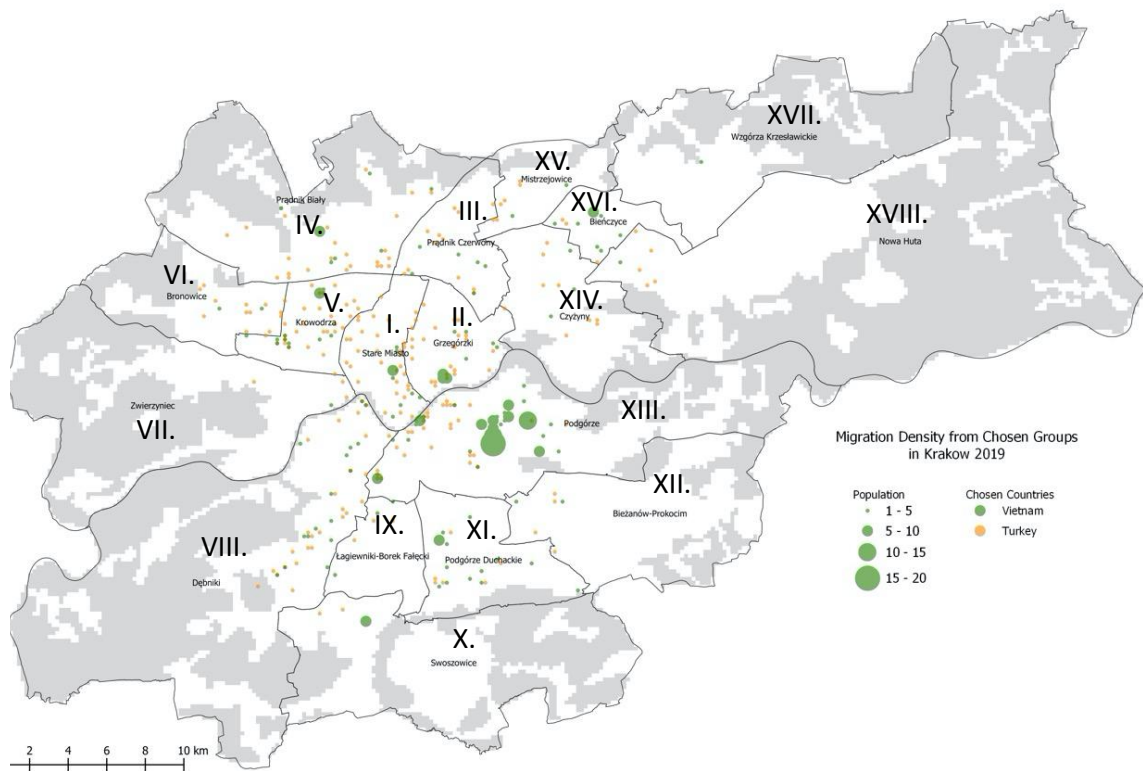 XVII.
Wzgórza Krzesławickie
XV.
Mistrzejowice
XVI.
Bieńczyce
XVIII.
Nowa Huta
Prądnik Biały
IV.
III.
Prądnik Czerwony
VI.
Bronowice
V.
Krowodrza
I.
Stare Miasto
II.
Grzegórzki
XIV.
Czyżyny
Zwierzyniec
VII.
XIII.
Podgórze
XII.
Bieżanów-Prokocim
VIII.
Dębniki
IX.
Łagiewniki-Borek Fałęcki
XI.
Podgórze Duchackie
X.
Swoszowice
Migration Density from Chosen Groups
in Krakow 2019
Population
1 - 5
5 - 10
10 - 15
15 - 20
Chosen Countries
Vietnam
Turkey
2 4 6 8 10 km